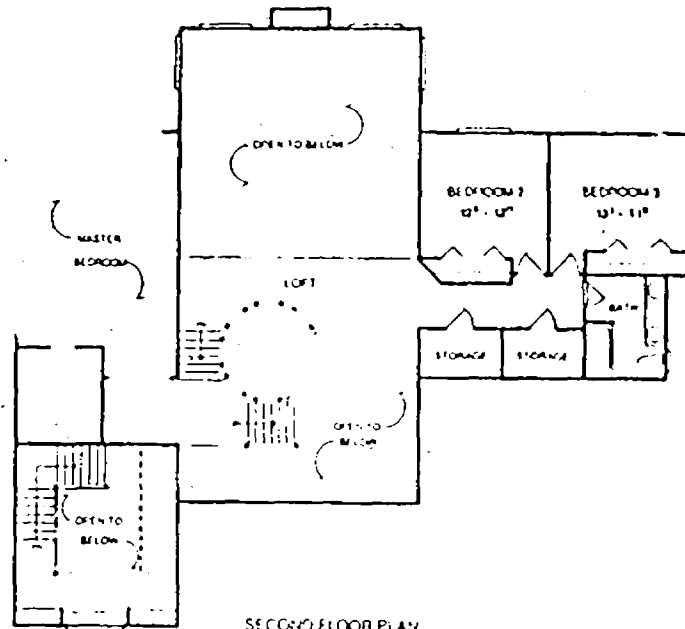 OPEN TO BELOW
BEDROOM 2
BEDROOM 3
MASTER
BEDROOM
LOFT
BATH
STORAGE
STORAGE
OPEN TO
BELOW
OPEN TO
BELOW
SECOND FLOOR PLAN